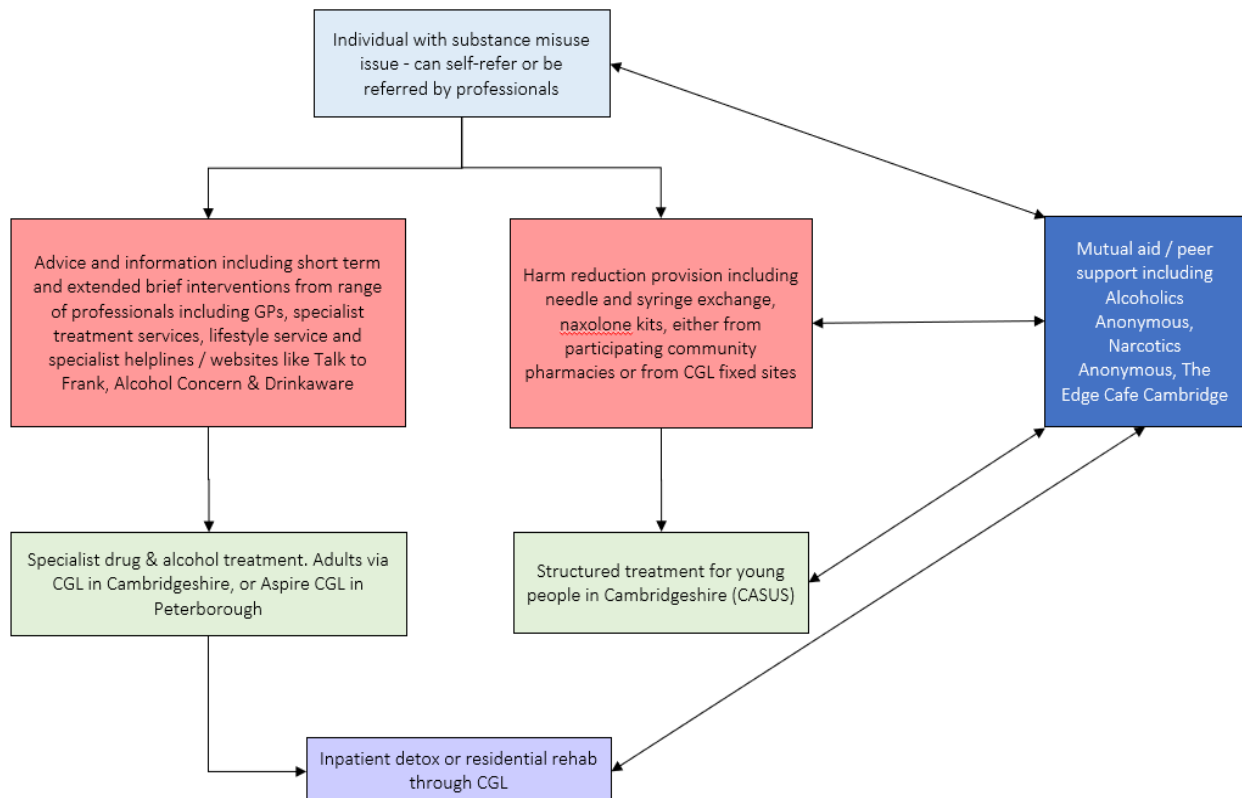 Individual with substance misuse
issue - can self-refer or be
referred by professionals
Advice and information including short term
and extended brief interventions from range
of professionals including GPs, specialist
treatment services, lifestyle service and
specialist helplines / websites like Talk to
Frank, Alcohol Concern & Drinkaware
Harm reduction provision including
needle and syringe exchange,
naxolone kits, either from
participating community
pharmacies or from CGL fixed sites
Mutual aid / peer
support including
Alcoholics
Anonymous,
Narcotics
Anonymous, The
Edge Cafe Cambridge
Specialist drug & alcohol treatment. Adults via
CGL in Cambridgeshire, or Aspire CGL in
Peterborough
Structured treatment for young
people in Cambridgeshire (CASUS)
Inpatient detox or residential rehab
through CGL